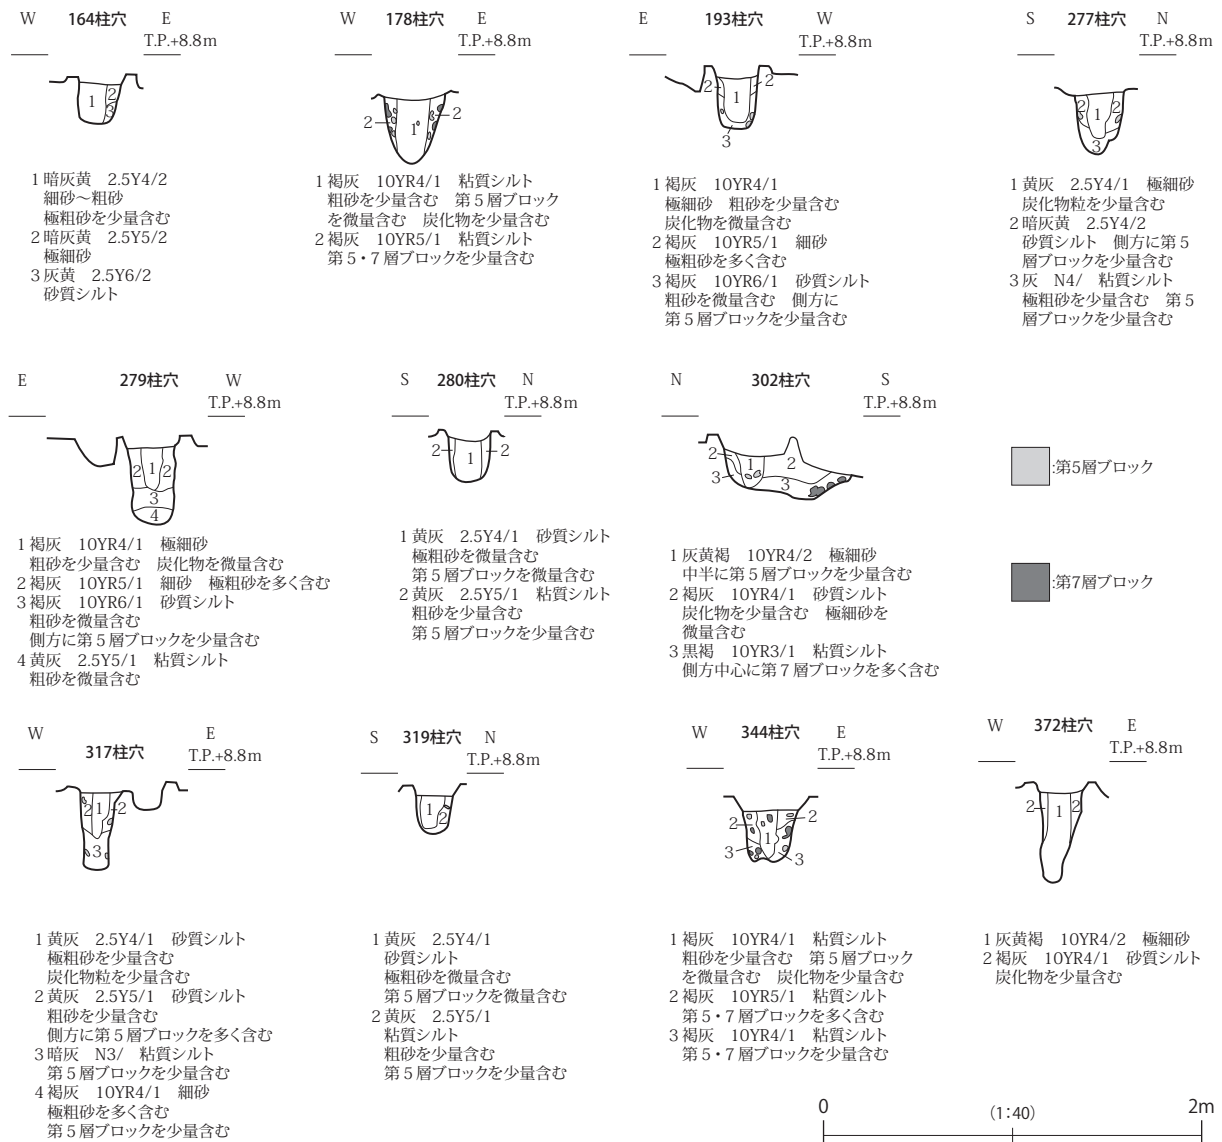 W 164柱穴 E
T.P.+8.8m
1
2
3
1 暗灰黄 2.5Y4/2
細砂～粗砂
極粗砂を少量含む
2 暗灰黄 2.5Y5/2
極細砂
3 灰黄 2.5Y6/2
砂質シルト
W 178柱穴 E
T.P.+8.8m
2 1 2
1 褐灰 10YR4/1 粘質シルト
粗砂を少量含む 第5層ブロック
を微量含む 炭化物を少量含む
2 褐灰 10YR5/1 粘質シルト
第5・7層ブロックを少量含む
E 193柱穴 W
T.P.+8.8m
2 1 2
3
1 褐灰 10YR4/1
極細砂 粗砂を少量含む
炭化物を微量含む
2 褐灰 10YR5/1 細砂
極粗砂を多く含む
3 褐灰 10YR6/1 砂質シルト
粗砂を微量含む 側方に
第5層ブロックを少量含む
S 277柱穴 N
T.P.+8.8m
2 1 2
3
1 黄灰 2.5Y4/1 極細砂
炭化物粒を少量含む
2 暗灰黄 2.5Y4/2
砂質シルト 側方に第5
層ブロックを少量含む
3 灰 N4/ 粘質シルト
極粗砂を少量含む 第5
層ブロックを少量含む
E 279柱穴 W
T.P.+8.8m
2 1 2
3
4
1 褐灰 10YR4/1 極細砂
粗砂を少量含む 炭化物を微量含む
2 褐灰 10YR5/1 細砂 極粗砂を多く含む
3 褐灰 10YR6/1 砂質シルト
粗砂を微量含む
側方に第5層ブロックを少量含む
4 黄灰 2.5Y5/1 粘質シルト
粗砂を微量含む
S 280柱穴 N
T.P.+8.8m
2 1 2
1 黄灰 2.5Y4/1 砂質シルト
極粗砂を微量含む
第5層ブロックを微量含む
2 黄灰 2.5Y5/1 粘質シルト
粗砂を少量含む
第5層ブロックを少量含む
N 302柱穴 S
T.P.+8.8m
2 1 2
3 3
1 灰黄褐 10YR4/2 極細砂
中半に第5層ブロックを少量含む
2 褐灰 10YR4/1 砂質シルト
炭化物を少量含む 極細砂を
微量含む
3 黒褐 10YR3/1 粘質シルト
側方中心に第7層ブロックを多く含む
:第5層ブロック
:第7層ブロック
W 317柱穴 E
T.P.+8.8m
2 1 2
3
1 黄灰 2.5Y4/1 砂質シルト
極粗砂を少量含む
炭化物粒を少量含む
2 黄灰 2.5Y5/1 砂質シルト
粗砂を少量含む
側方に第5層ブロックを多く含む
3 暗灰 N3/ 粘質シルト
第5層ブロックを少量含む
4 褐灰 10YR4/1 細砂
極粗砂を多く含む
第5層ブロックを少量含む
S 319柱穴 N
T.P.+8.8m
1
2
1 黄灰 2.5Y4/1
砂質シルト
極粗砂を微量含む
第5層ブロックを微量含む
2 黄灰 2.5Y5/1
粘質シルト
粗砂を少量含む
第5層ブロックを少量含む
W 344柱穴 E
T.P.+8.8m
2 1 2
3 3
1 褐灰 10YR4/1 粘質シルト
粗砂を少量含む 第5層ブロック
を微量含む 炭化物を少量含む
2 褐灰 10YR5/1 粘質シルト
第5・7層ブロックを多く含む
3 褐灰 10YR4/1 粘質シルト
第5・7層ブロックを少量含む
W 372柱穴 E
T.P.+8.8m
2 1 2
1 灰黄褐 10YR4/2 極細砂
2 褐灰 10YR4/1 砂質シルト
炭化物を少量含む
0 (1:40) 2m